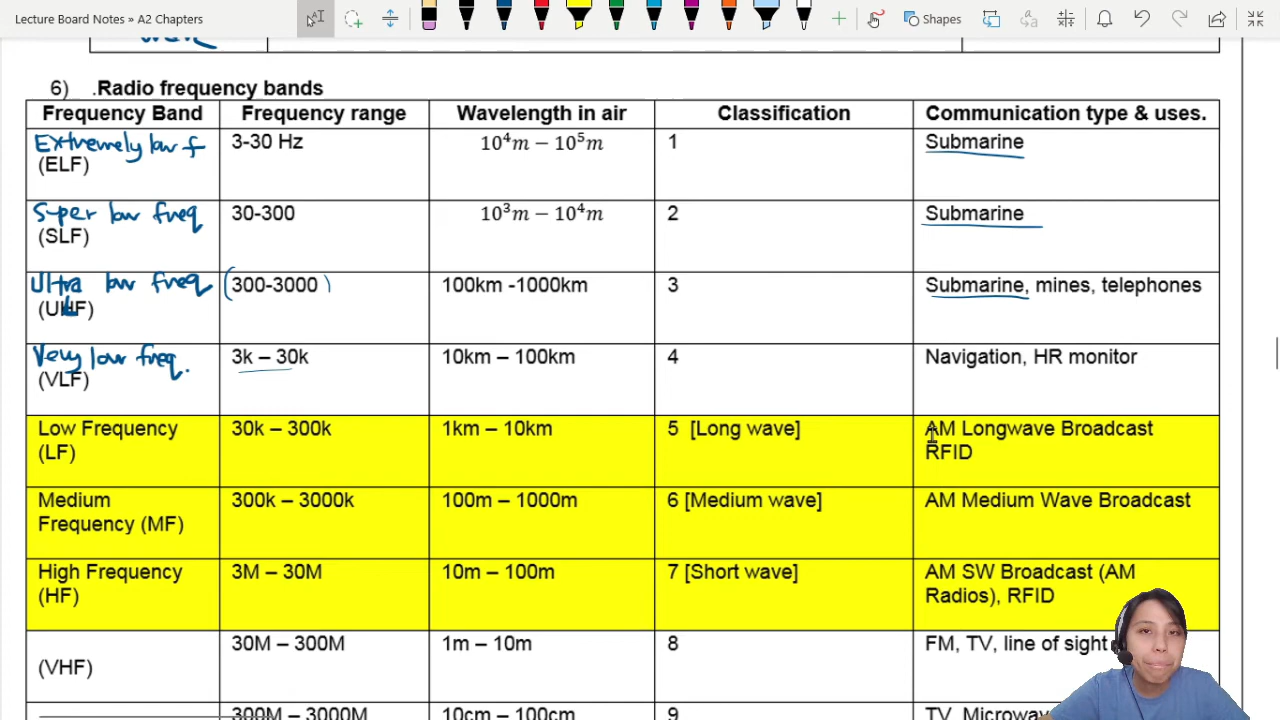 Lecture Board Notes » A2 Chapters
Shapes
6) .Radio frequency bands
Frequency Band Frequency range Wavelength in air Classification Communication type & uses.
Extremely low f 3-30 Hz 10⁴m − 10⁵m 1 Submarine
(ELF)
Super low freq 30-300 10³m − 10⁴m 2 Submarine
(SLF)
Ultra low freq (300-3000) 100km -1000km 3 Submarine, mines, telephones
(ULF)
Very low freq. 3k – 30k 10km – 100km 4 Navigation, HR monitor
(VLF)
Low Frequency 30k – 300k 1km – 10km 5 [Long wave] AM Longwave Broadcast
(LF) RFID
Medium 300k – 3000k 100m – 1000m 6 [Medium wave] AM Medium Wave Broadcast
Frequency (MF)
High Frequency 3M – 30M 10m – 100m 7 [Short wave] AM SW Broadcast (AM
(HF) Radios), RFID
30M – 300M 1m – 10m 8 FM, TV, line of sight
(VHF)
300M – 3000M 10cm – 100cm 9 TV, Microwav